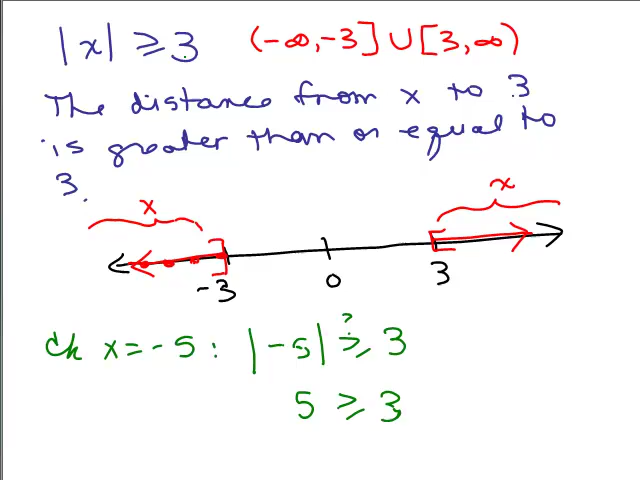 |x| ≥ 3 (-∞, -3] ∪ [3, ∞)
The distance from x to 3
is greater than or equal to
3.
x x
-3 0 3
ch x = -5 : |-5| ≥? 3
5 ≥ 3